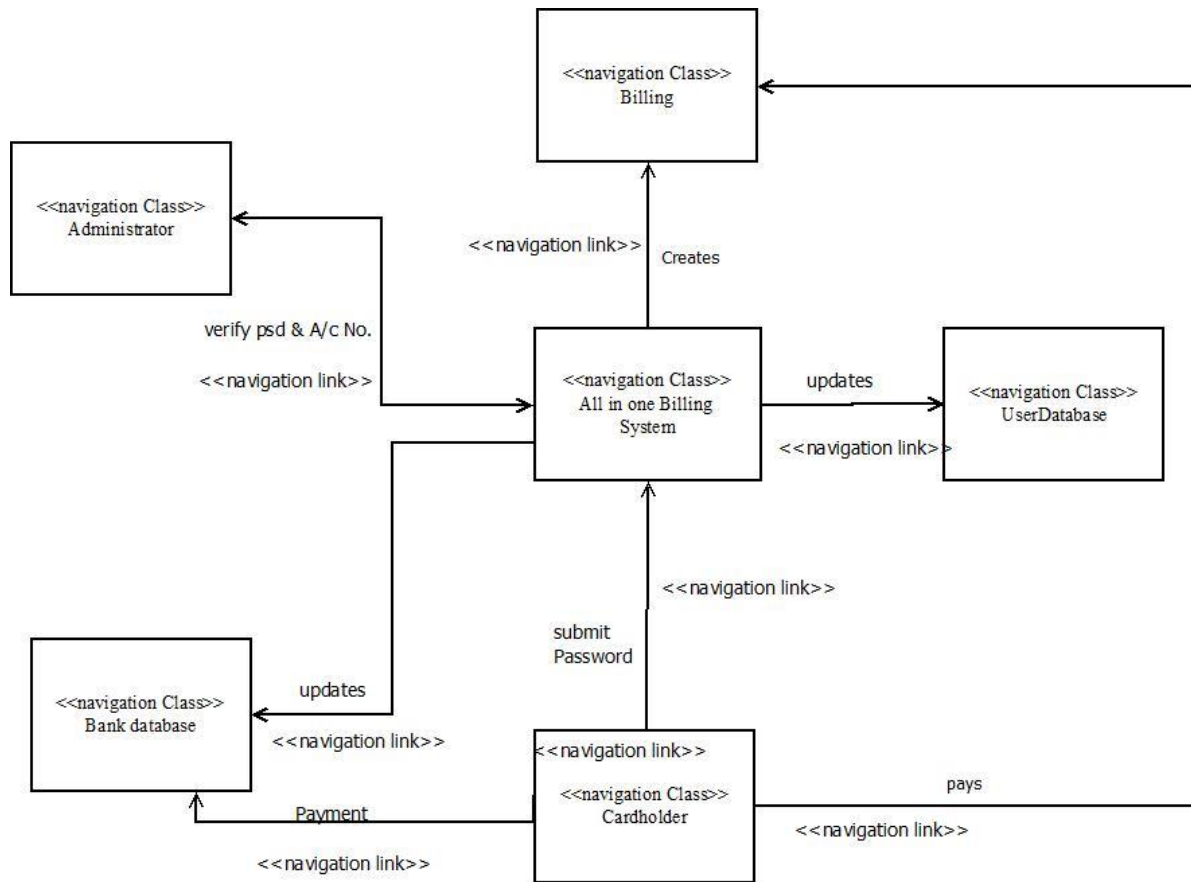 <<navigation Class>>
Billing
<<navigation Class>>
Administrator
<<navigation link>>
Creates
verify psd & A/c No.
<<navigation link>>
<<navigation Class>>
All in one Billing
System
updates
<<navigation link>>
<<navigation Class>>
UserDatabase
<<navigation link>>
submit
Password
<<navigation Class>>
Bank database
updates
<<navigation link>>
<<navigation link>>
<<navigation Class>>
Cardholder
pays
<<navigation link>>
Payment
<<navigation link>>